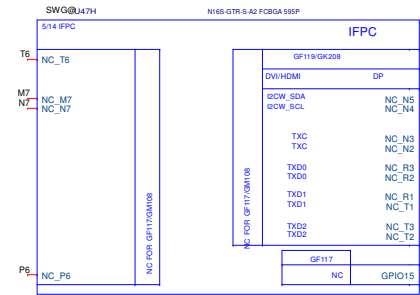 SWG@U47H N16S-GTR-S-A2 FCBGA 595P
5/14 IFPC IFPC
T6 NC_T6 GF119/GK208
DVI/HDMI DP
M7 NC_M7 I2CW_SDA NC_N5
N7 NC_N7 I2CW_SCL NC_N4
TXC NC_N3
TXC NC_N2
TXD0 NC_R3
TXD0 NC_R2
TXD1 NC_R1
TXD1 NC_T1
TXD2 NC_T3
TXD2 NC_T2
NC FOR GF117/GM108
NC FOR GF117/GM108
GF117
P6 NC_P6 NC GPIO15